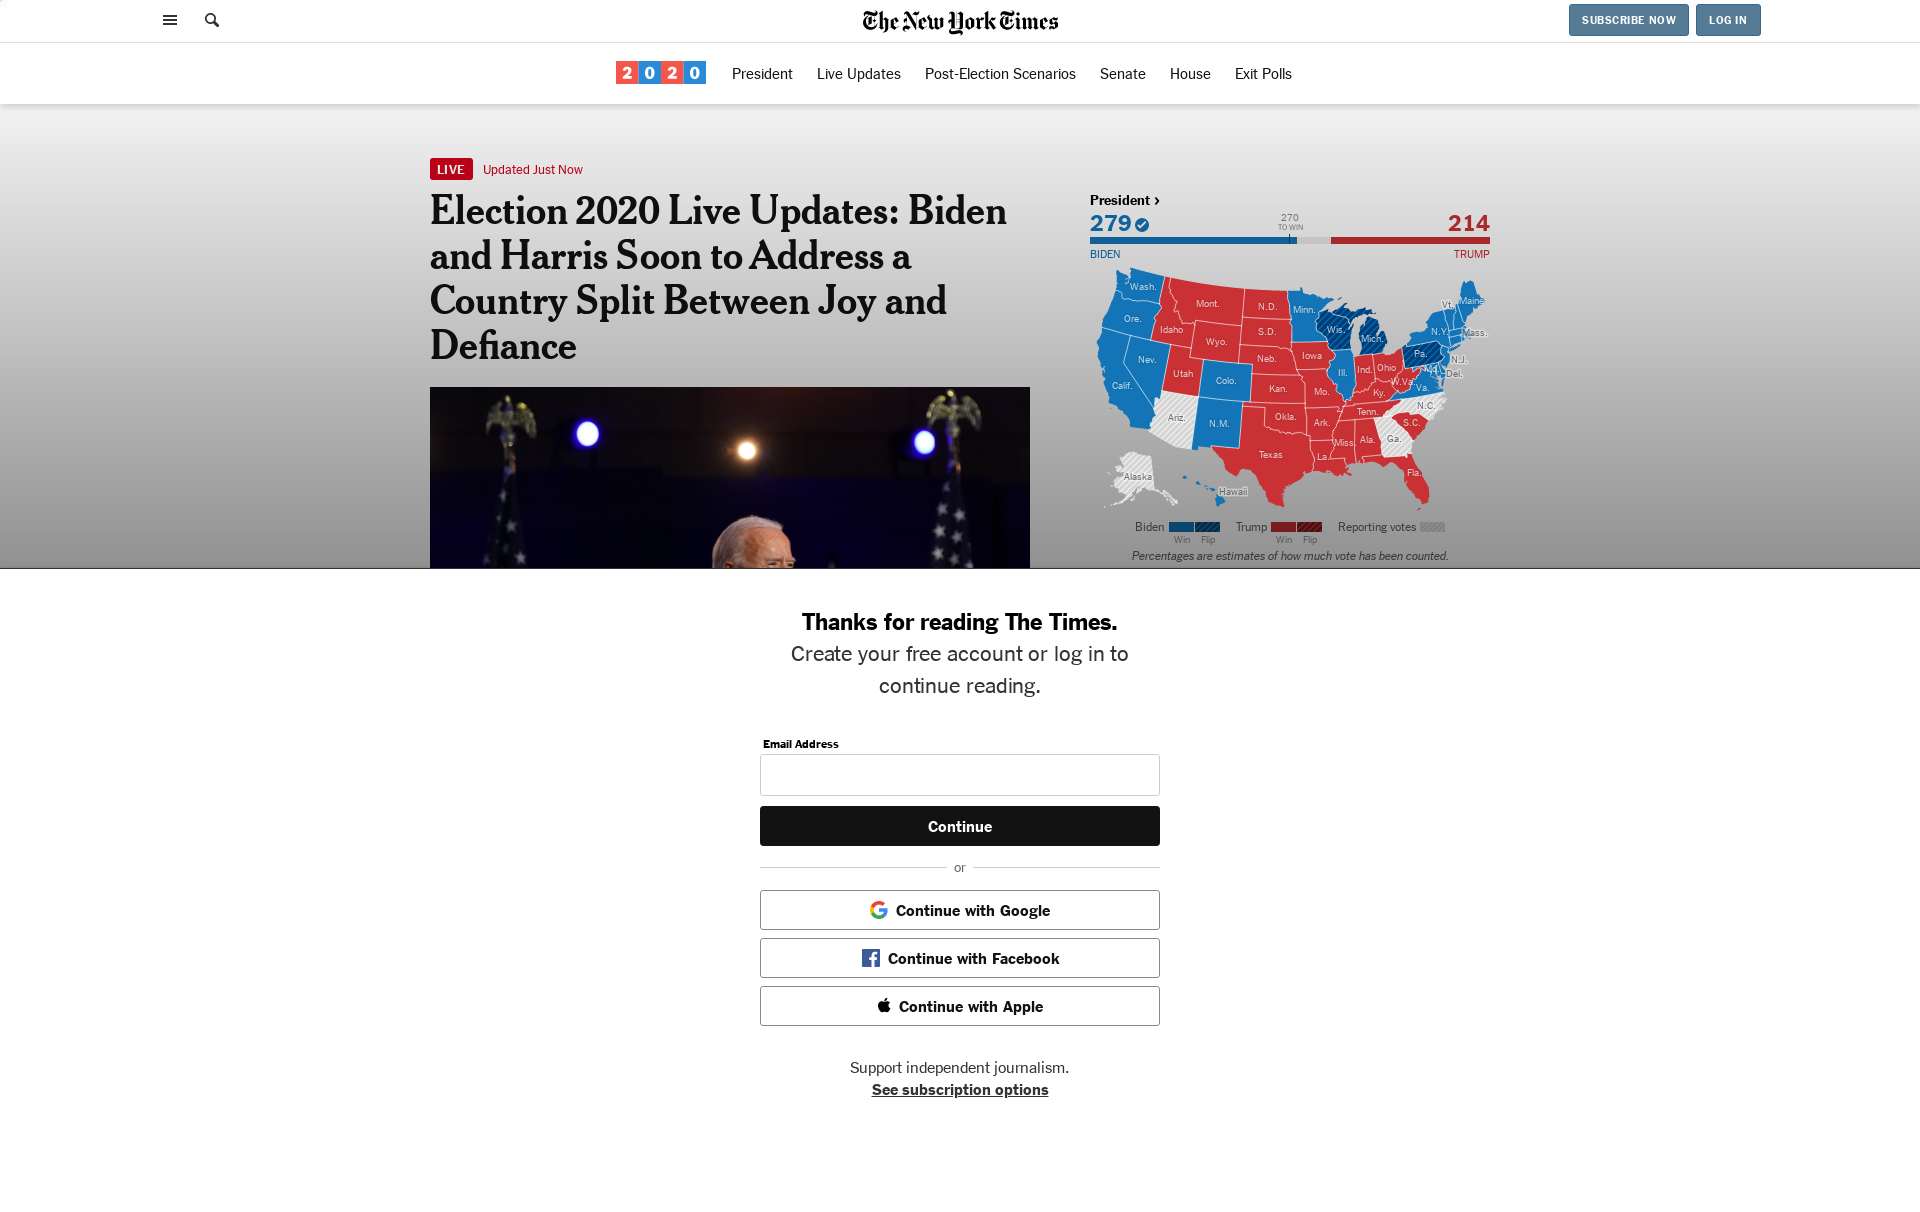 The New York Times
SUBSCRIBE NOW
LOG IN
2020
President
Live Updates
Post-Election Scenarios
Senate
House
Exit Polls
LIVE
Updated Just Now
Election 2020 Live Updates: Biden
and Harris Soon to Address a
Country Split Between Joy and
Defiance
President ›
279
270
TO WIN
214
BIDEN
TRUMP
Wash.
Mont.
N.D.
Minn.
Vt.
Maine
Ore.
Idaho
S.D.
Wis.
N.Y.
Mass.
Wyo.
Mich.
Nev.
Neb.
Iowa
Pa.
N.J.
Utah
Colo.
Ill.
Ind.
Ohio
Md.
Del.
Calif.
Kan.
Mo.
Ky.
W.Va.
Va.
Ariz.
N.M.
Okla.
Ark.
Tenn.
N.C.
S.C.
Texas
La.
Miss.
Ala.
Ga.
Alaska
Hawaii
Fla.
Biden
Trump
Reporting votes
Win
Flip
Win
Flip
Percentages are estimates of how much vote has been counted.
Thanks for reading The Times.
Create your free account or log in to
continue reading.
Email Address
Continue
or
Continue with Google
Continue with Facebook
Continue with Apple
Support independent journalism.
See subscription options